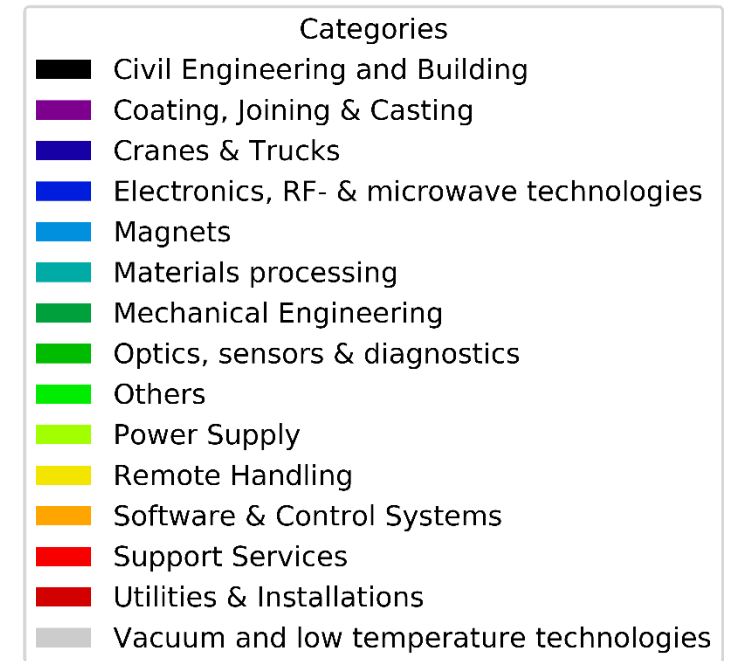 Categories
Civil Engineering and Building
Coating, Joining & Casting
Cranes & Trucks
Electronics, RF- & microwave technologies
Magnets
Materials processing
Mechanical Engineering
Optics, sensors & diagnostics
Others
Power Supply
Remote Handling
Software & Control Systems
Support Services
Utilities & Installations
Vacuum and low temperature technologies